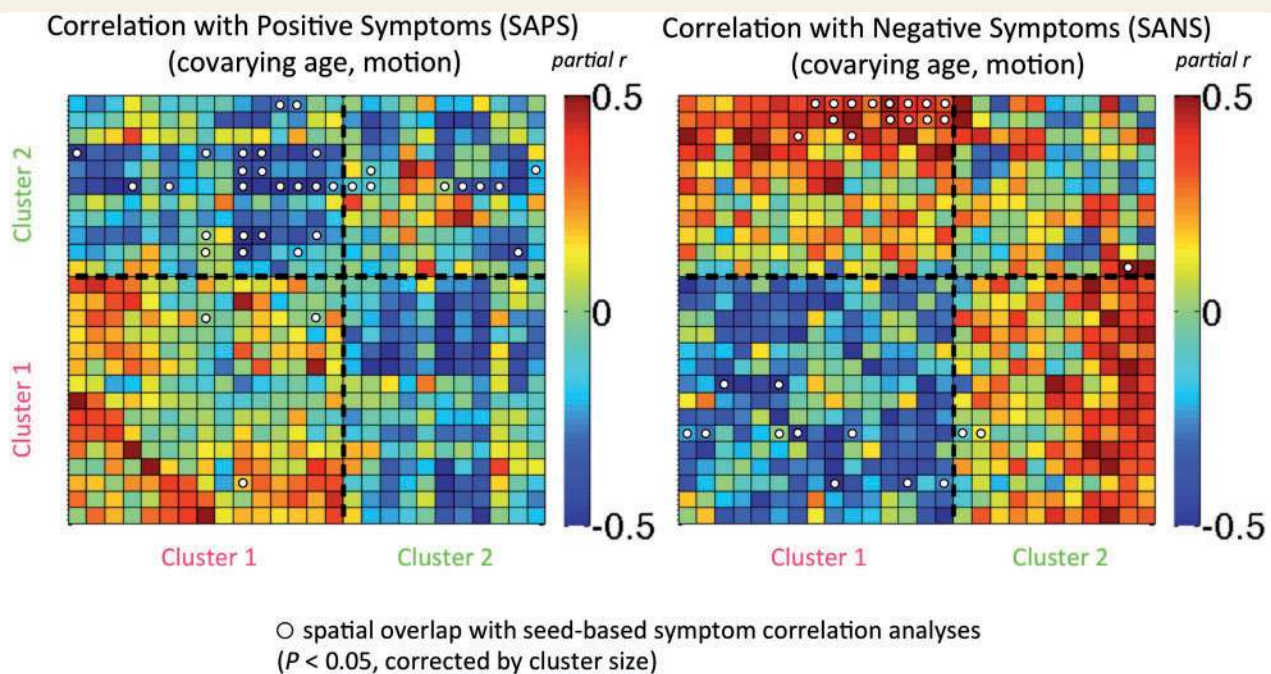 Correlation with Positive Symptoms (SAPS)
(covarying age, motion)
partial r
0.5
0
-0.5
Cluster 2
Cluster 1
Cluster 1
Cluster 2
Correlation with Negative Symptoms (SANS)
(covarying age, motion)
partial r
0.5
0
-0.5
Cluster 1
Cluster 2
spatial overlap with seed-based symptom correlation analyses
(P < 0.05, corrected by cluster size)